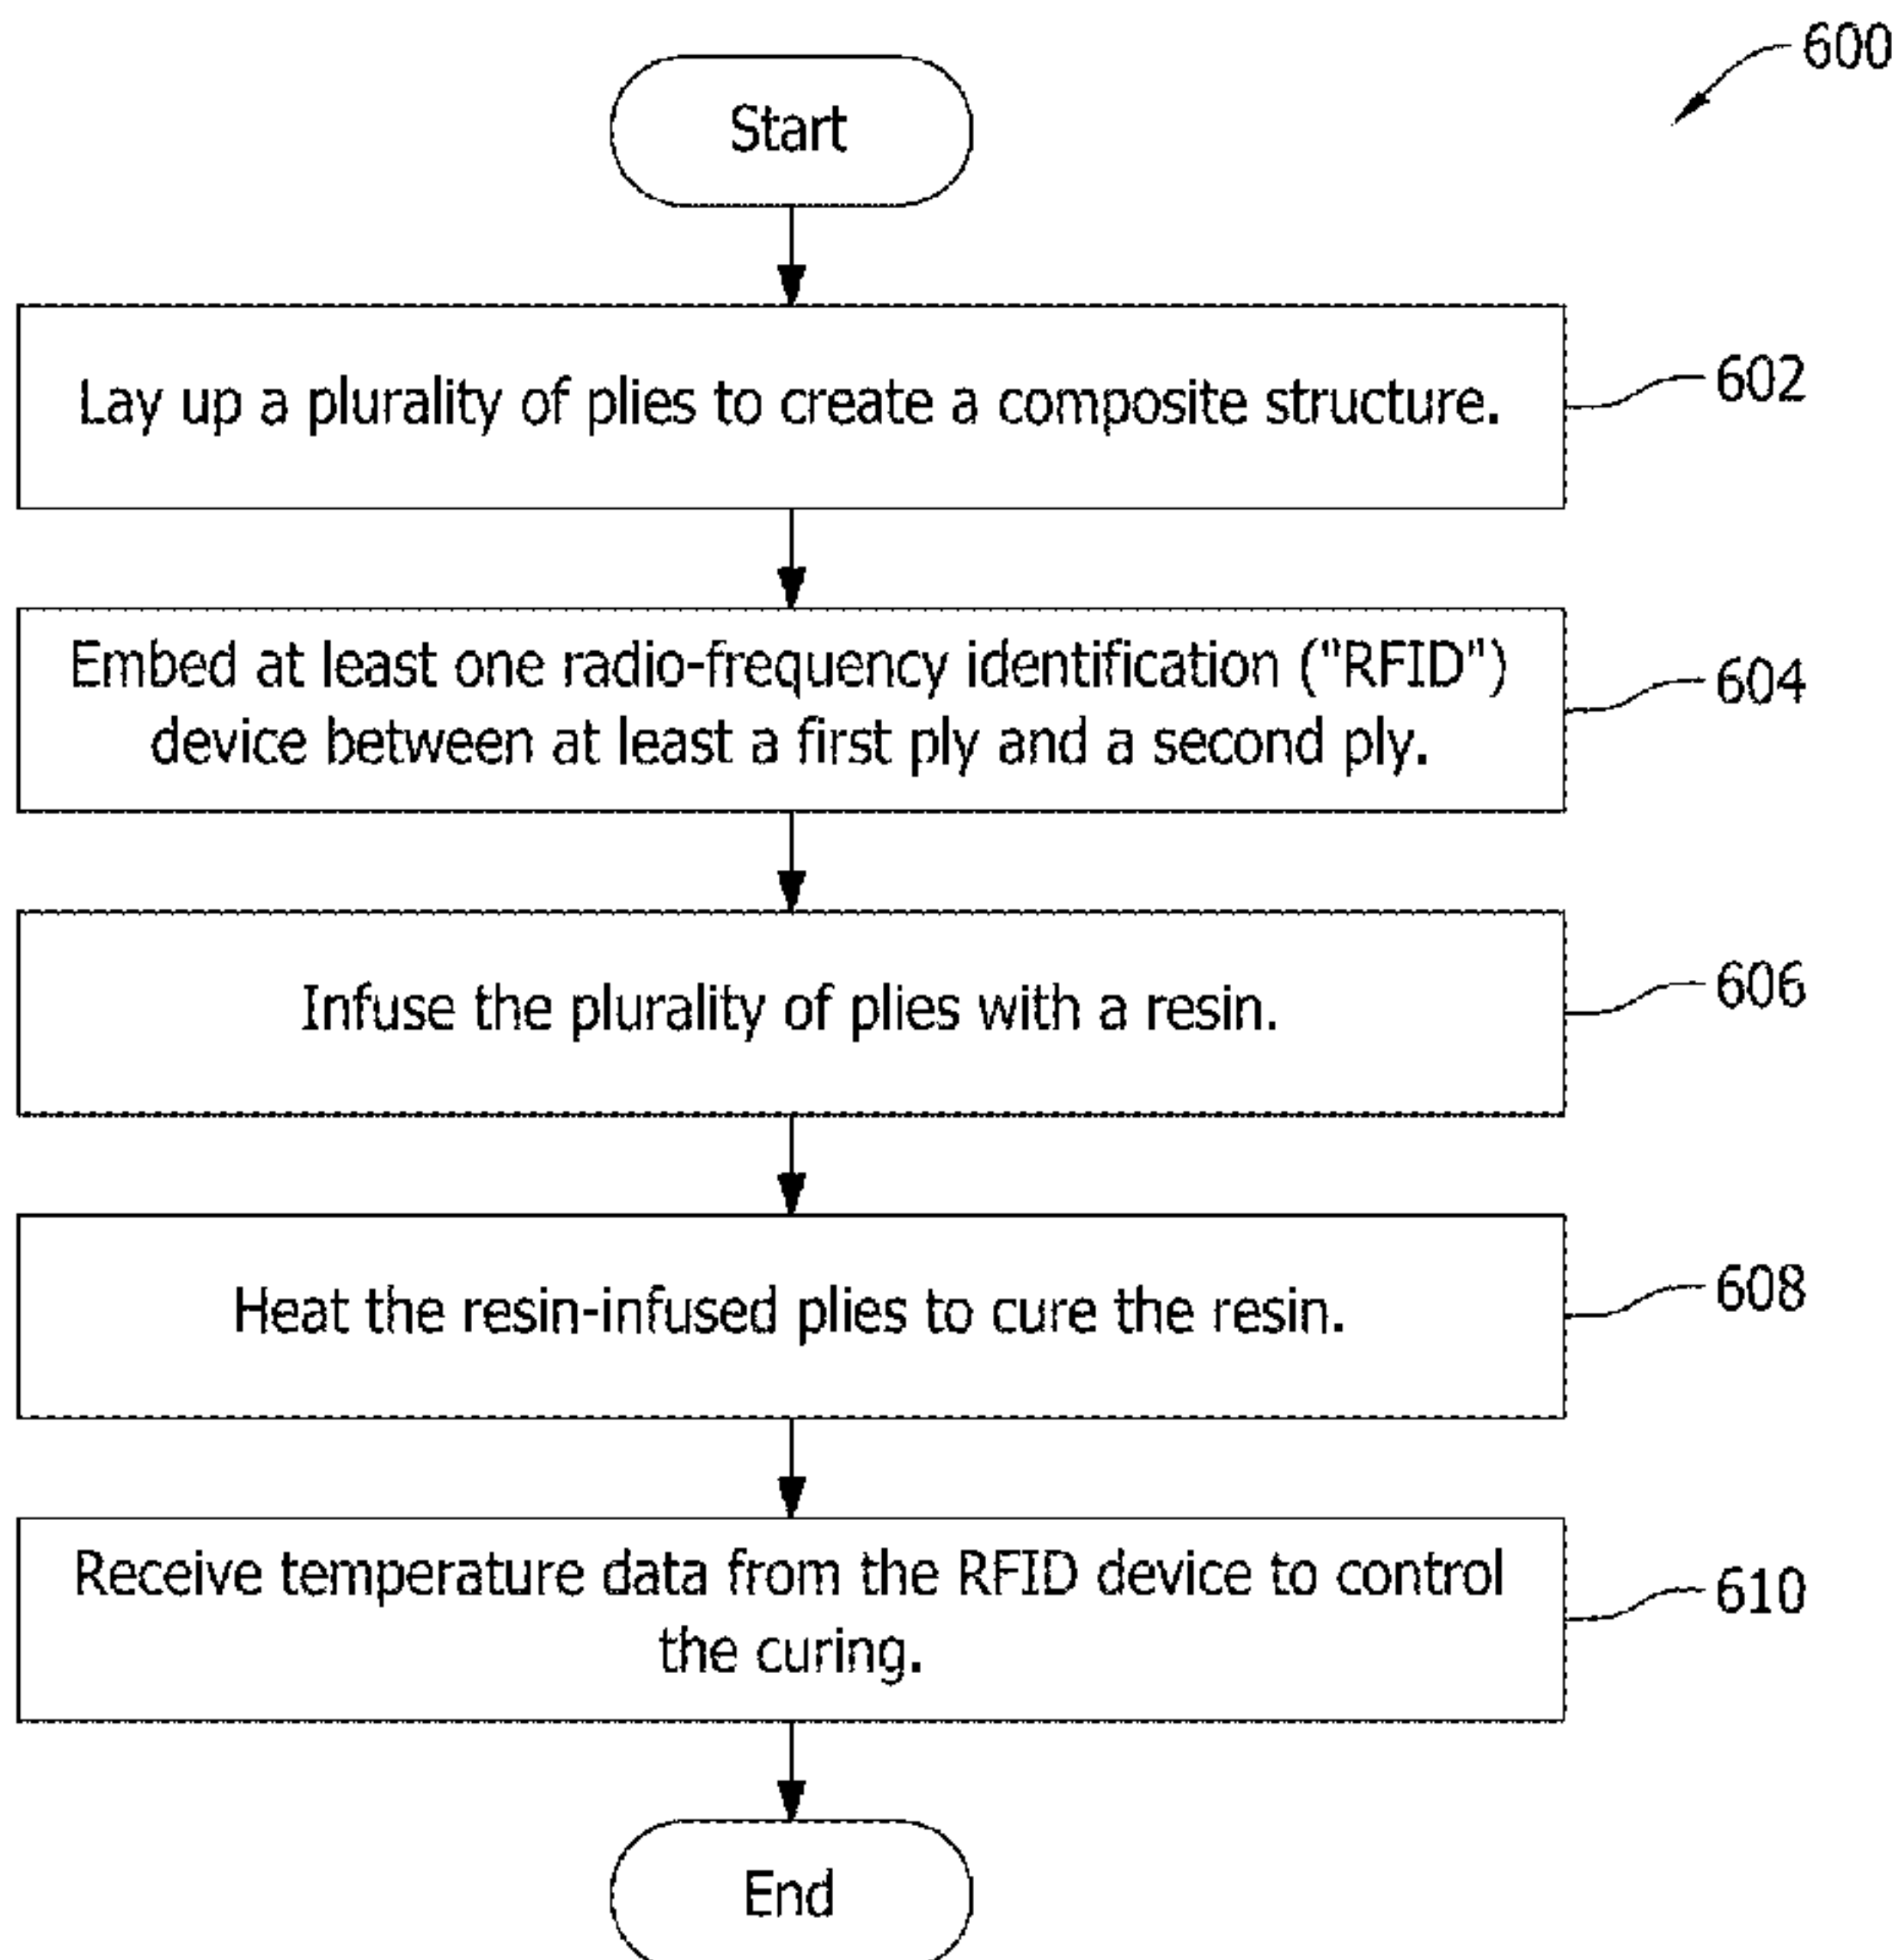 600
Start
Lay up a plurality of plies to create a composite structure.
602
Embed at least one radio-frequency identification ("RFID")
device between at least a first ply and a second ply.
604
Infuse the plurality of plies with a resin.
606
Heat the resin-infused plies to cure the resin.
608
Receive temperature data from the RFID device to control
the curing.
610
End